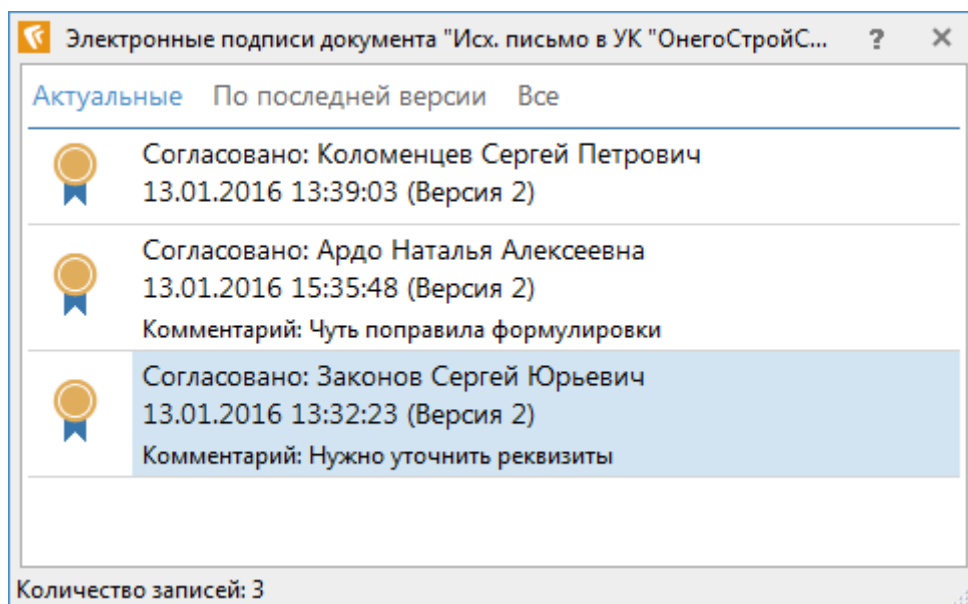 Электронные подписи документа "Исх. письмо в УК "ОнегоСтройС... ? ×
Актуальные По последней версии Все
Согласовано: Коломенцев Сергей Петрович
13.01.2016 13:39:03 (Версия 2)
Согласовано: Ардо Наталья Алексеевна
13.01.2016 15:35:48 (Версия 2)
Комментарий: Чуть поправила формулировки
Согласовано: Законов Сергей Юрьевич
13.01.2016 13:32:23 (Версия 2)
Комментарий: Нужно уточнить реквизиты
Количество записей: 3